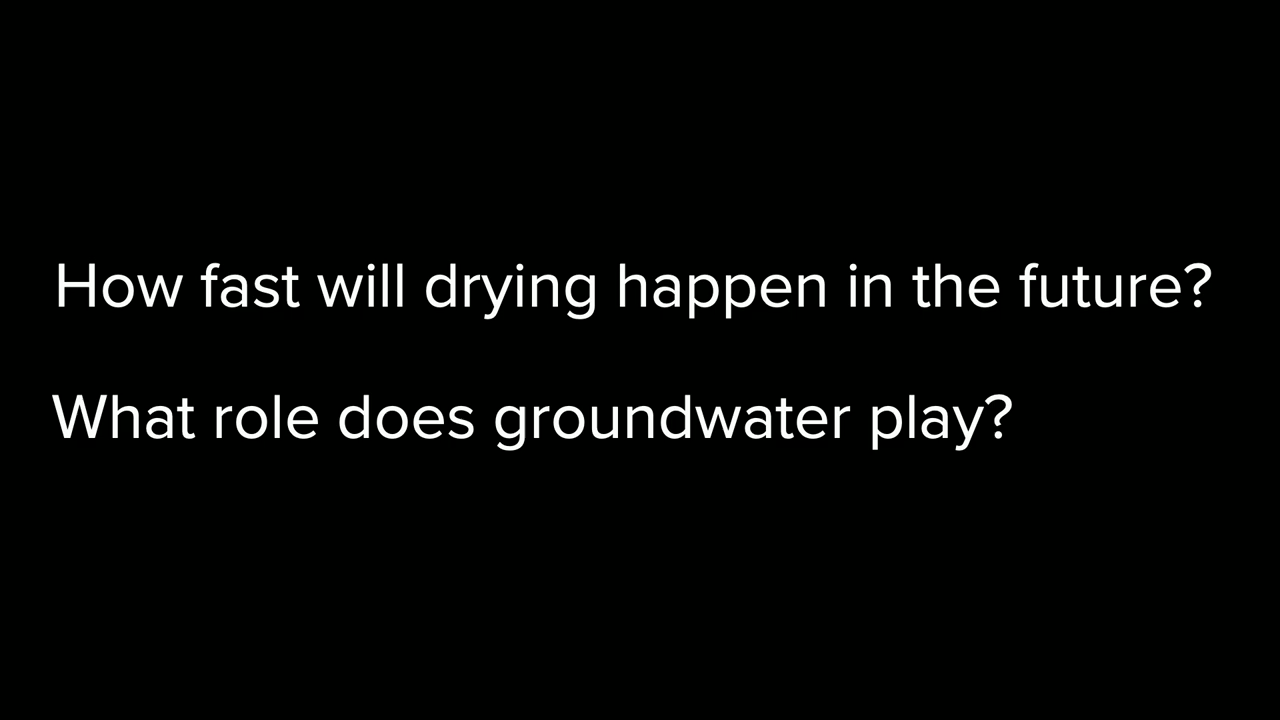 How fast will drying happen in the future?
What role does groundwater play?